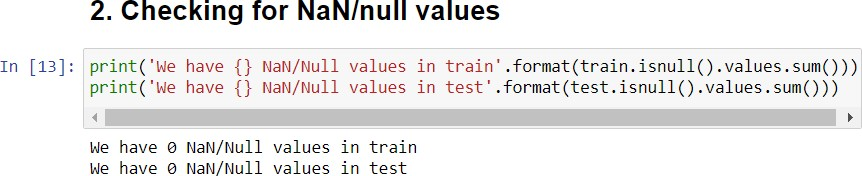 2. Checking for NaN/null values
In [13]: print('We have {} NaN/Null values in train'.format(train.isnull().values.sum()))
print('We have {} NaN/Null values in test'.format(test.isnull().values.sum()))
We have 0 NaN/Null values in train
We have 0 NaN/Null values in test